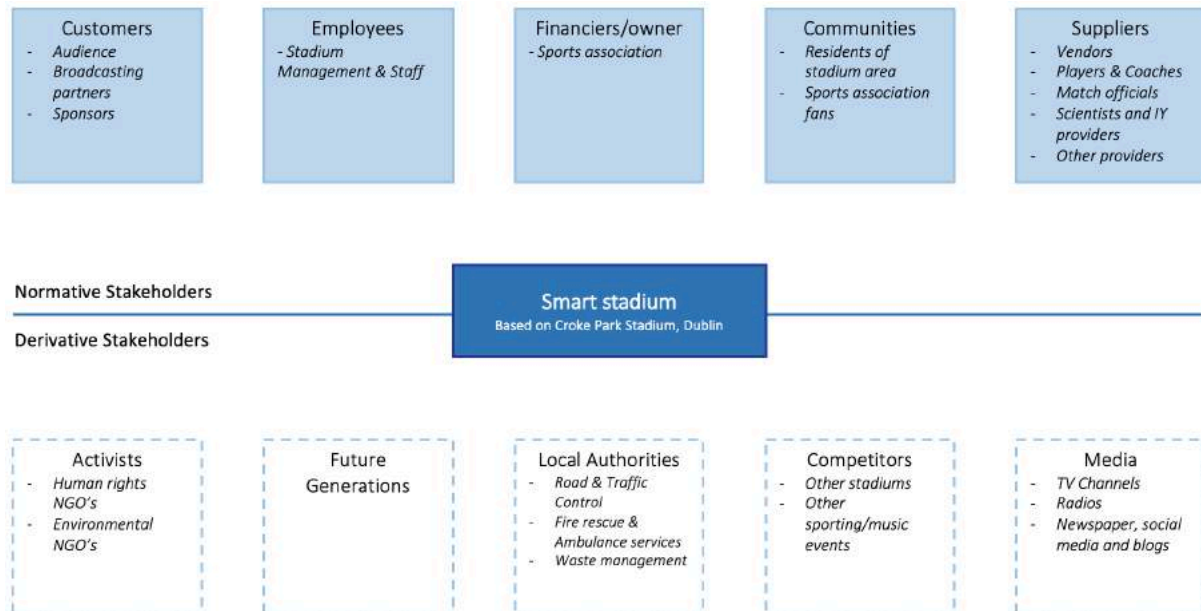 Customers
- Audience
- Broadcasting
partners
- Sponsors
Employees
- Stadium
Management & Staff
Financiers/owner
- Sports association
Communities
- Residents of
stadium area
- Sports association
fans
Suppliers
- Vendors
- Players & Coaches
- Match officials
- Scientists and IY
providers
- Other providers
Normative Stakeholders
Smart stadium
Based on Croke Park Stadium, Dublin
Derivative Stakeholders
Activists
- Human rights
NGO's
- Environmental
NGO's
Future
Generations
Local Authorities
- Road & Traffic
Control
- Fire rescue &
Ambulance services
- Waste management
Competitors
- Other stadiums
- Other
sporting/music
events
Media
- TV Channels
- Radios
- Newspaper, social
media and blogs